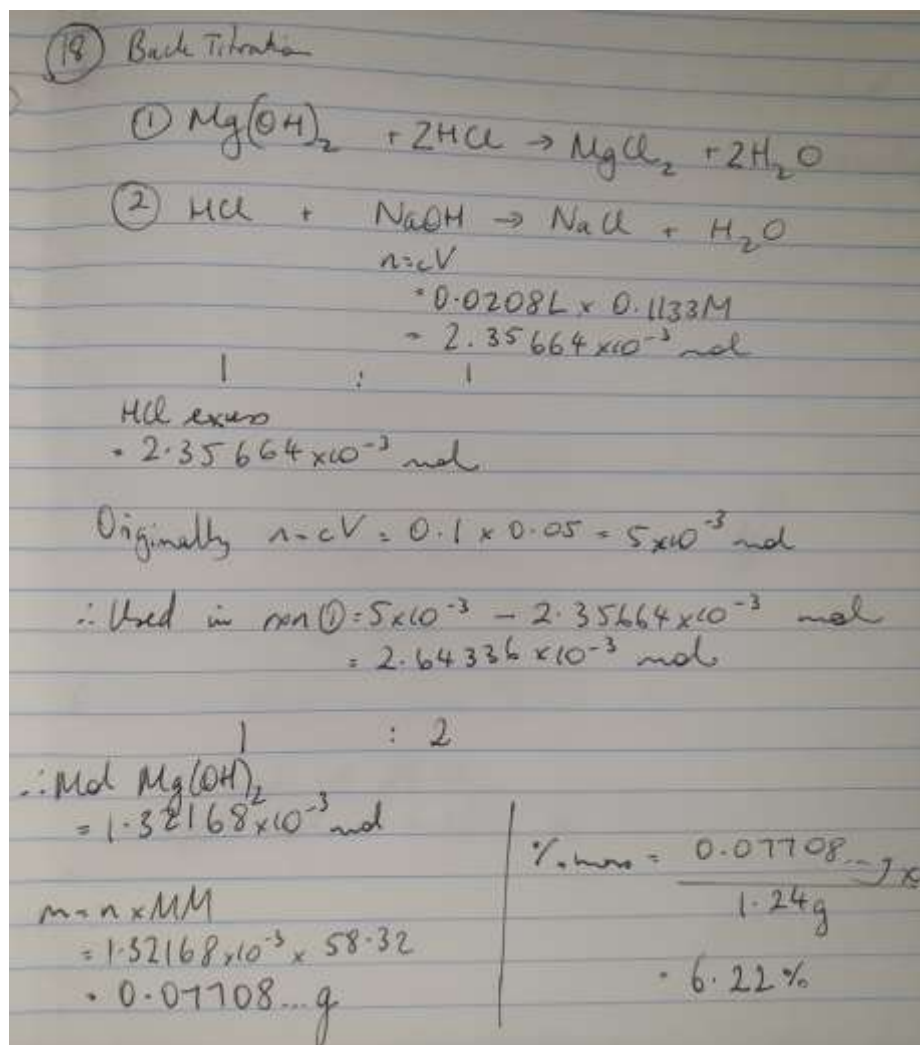 18 Back Titration
① Mg(OH)₂ + 2HCl → MgCl₂ + 2H₂O
② HCl + NaOH → NaCl + H₂O
n=cV
= 0.0208L × 0.1133M
= 2.35664 ×10⁻³ mol
1 : 1
HCl excess
= 2.35664 ×10⁻³ mol
Originally n=cV = 0.1 × 0.05 = 5×10⁻³ mol
∴ Used in rxn ① = 5×10⁻³ − 2.35664 ×10⁻³ mol
= 2.64336 ×10⁻³ mol
1 : 2
∴ Mol Mg(OH)₂
= 1.32168 ×10⁻³ mol
m = n × MM
= 1.32168 ×10⁻³ × 58.32
= 0.07708... g
% mass = 0.07708... g ×
1.24g
= 6.22%